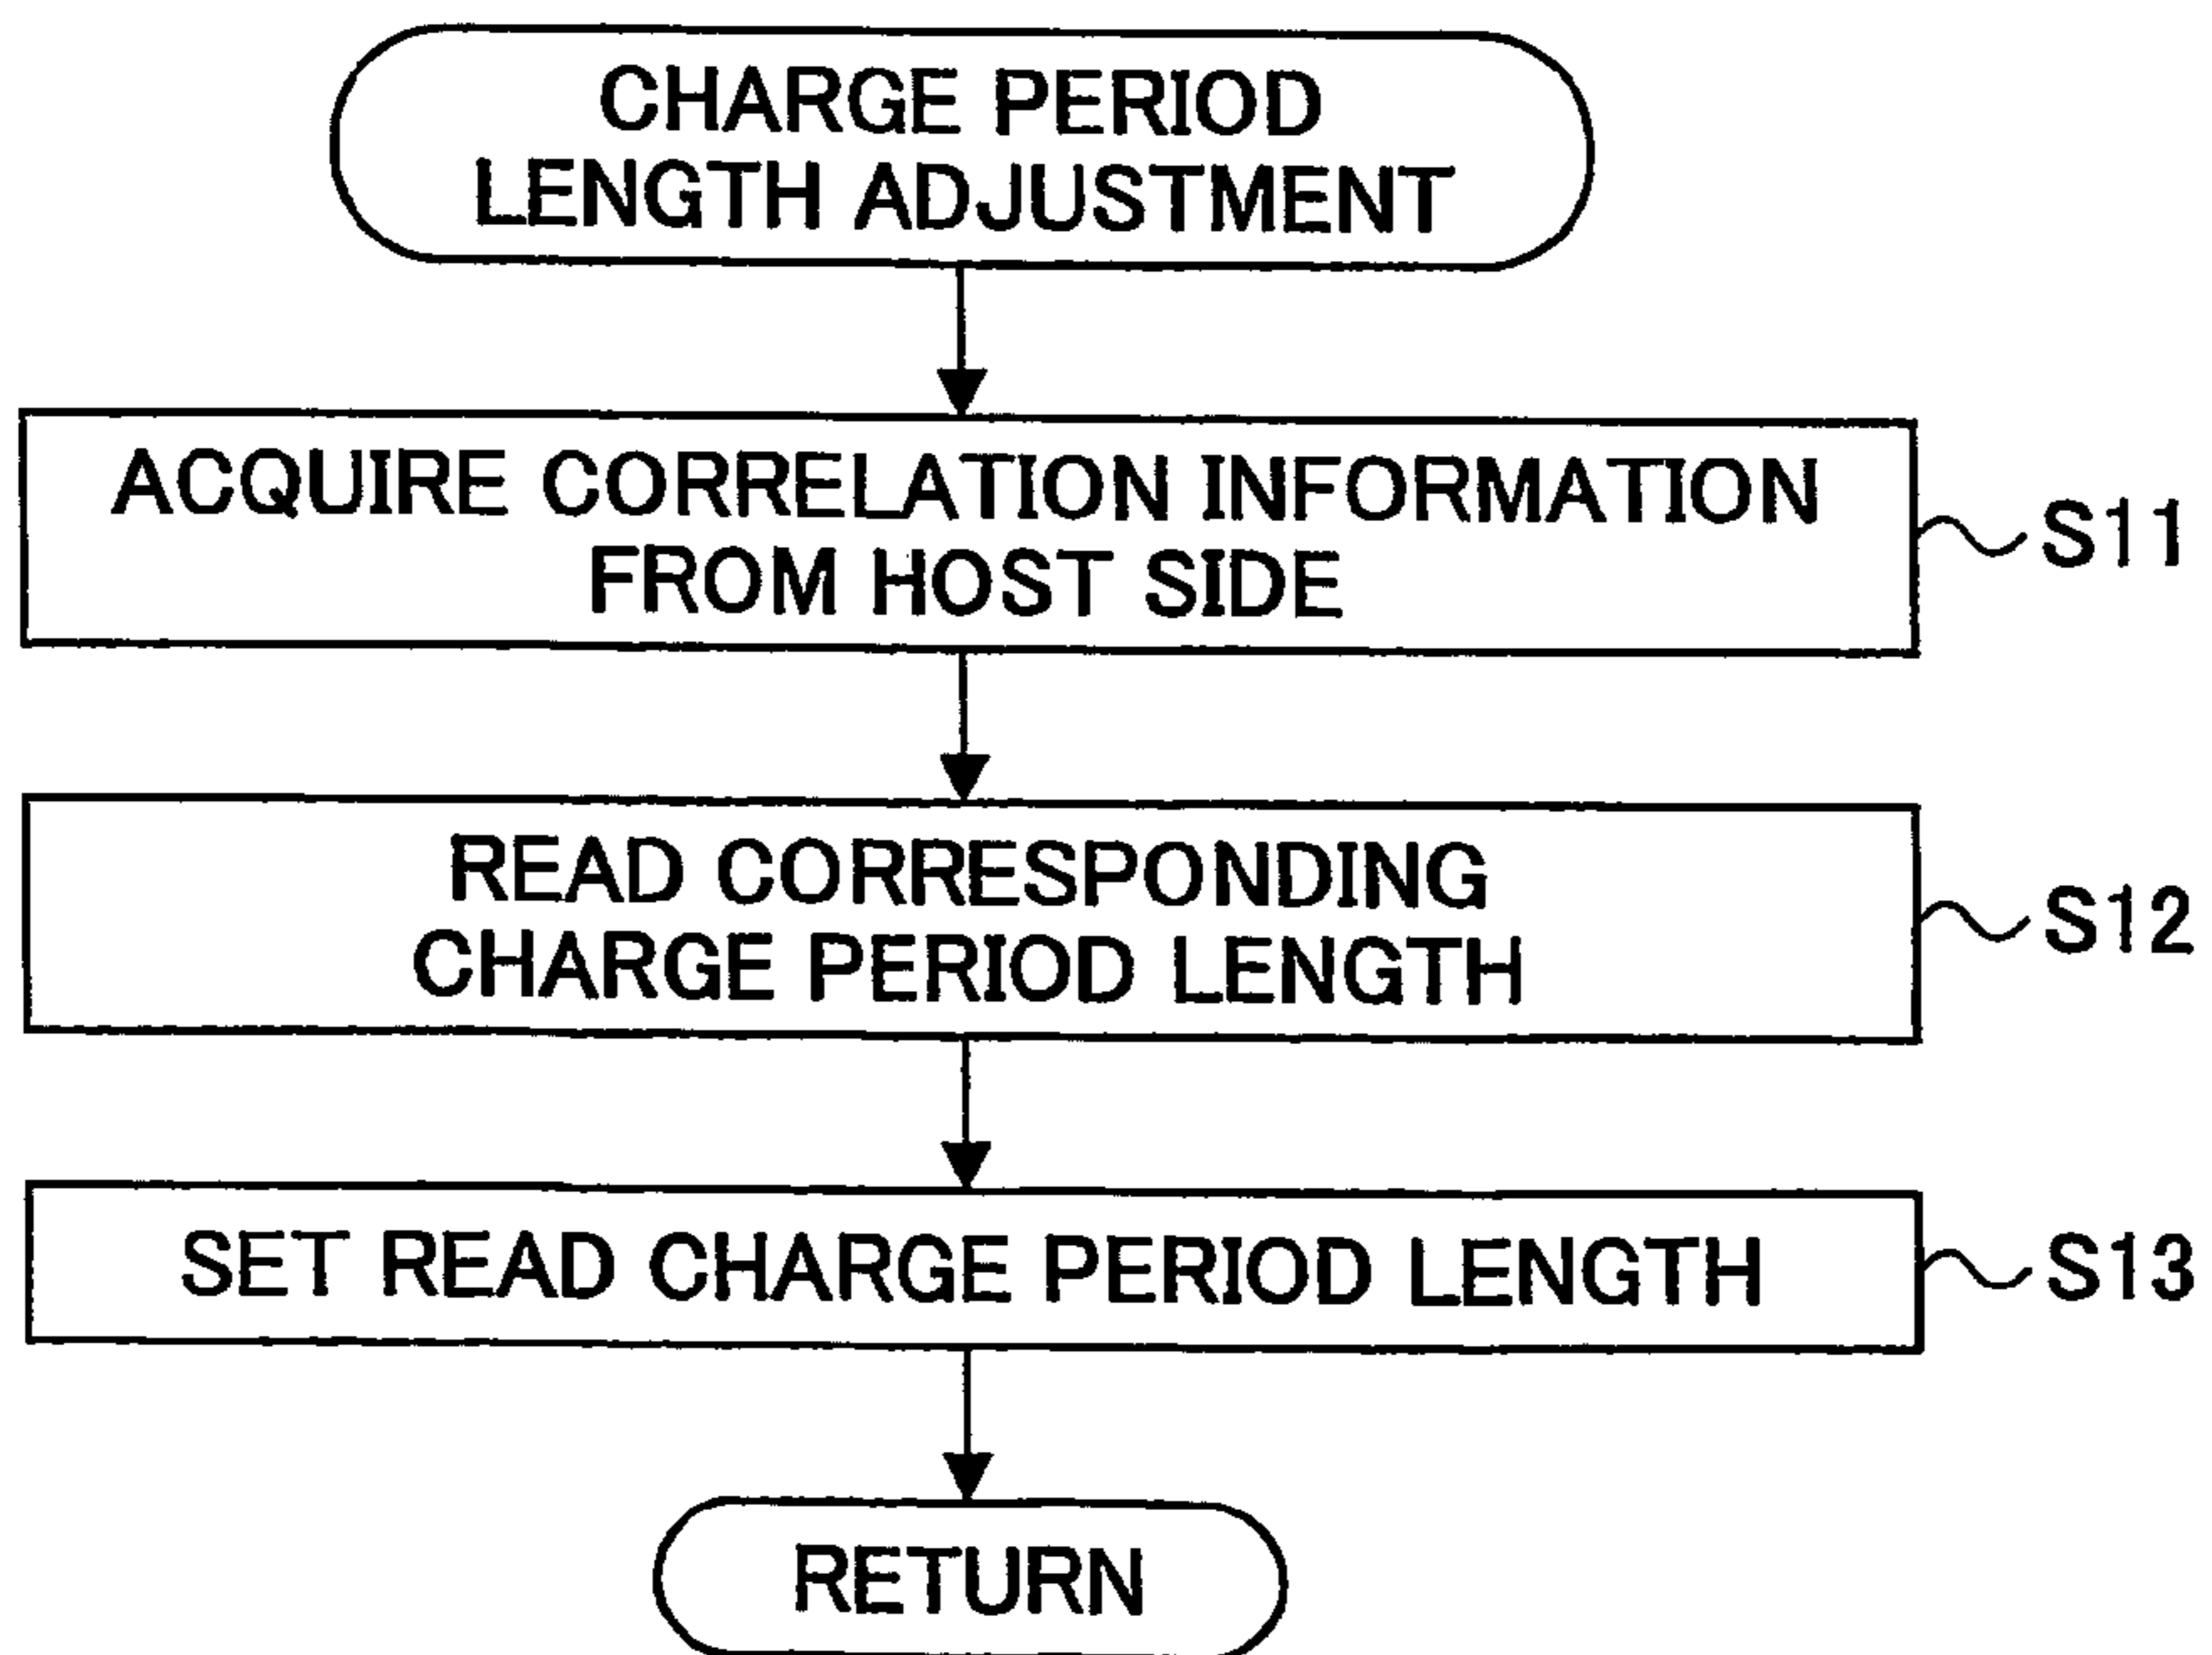 CHARGE PERIOD
LENGTH ADJUSTMENT
ACQUIRE CORRELATION INFORMATION
FROM HOST SIDE
S11
READ CORRESPONDING
CHARGE PERIOD LENGTH
S12
SET READ CHARGE PERIOD LENGTH
S13
RETURN